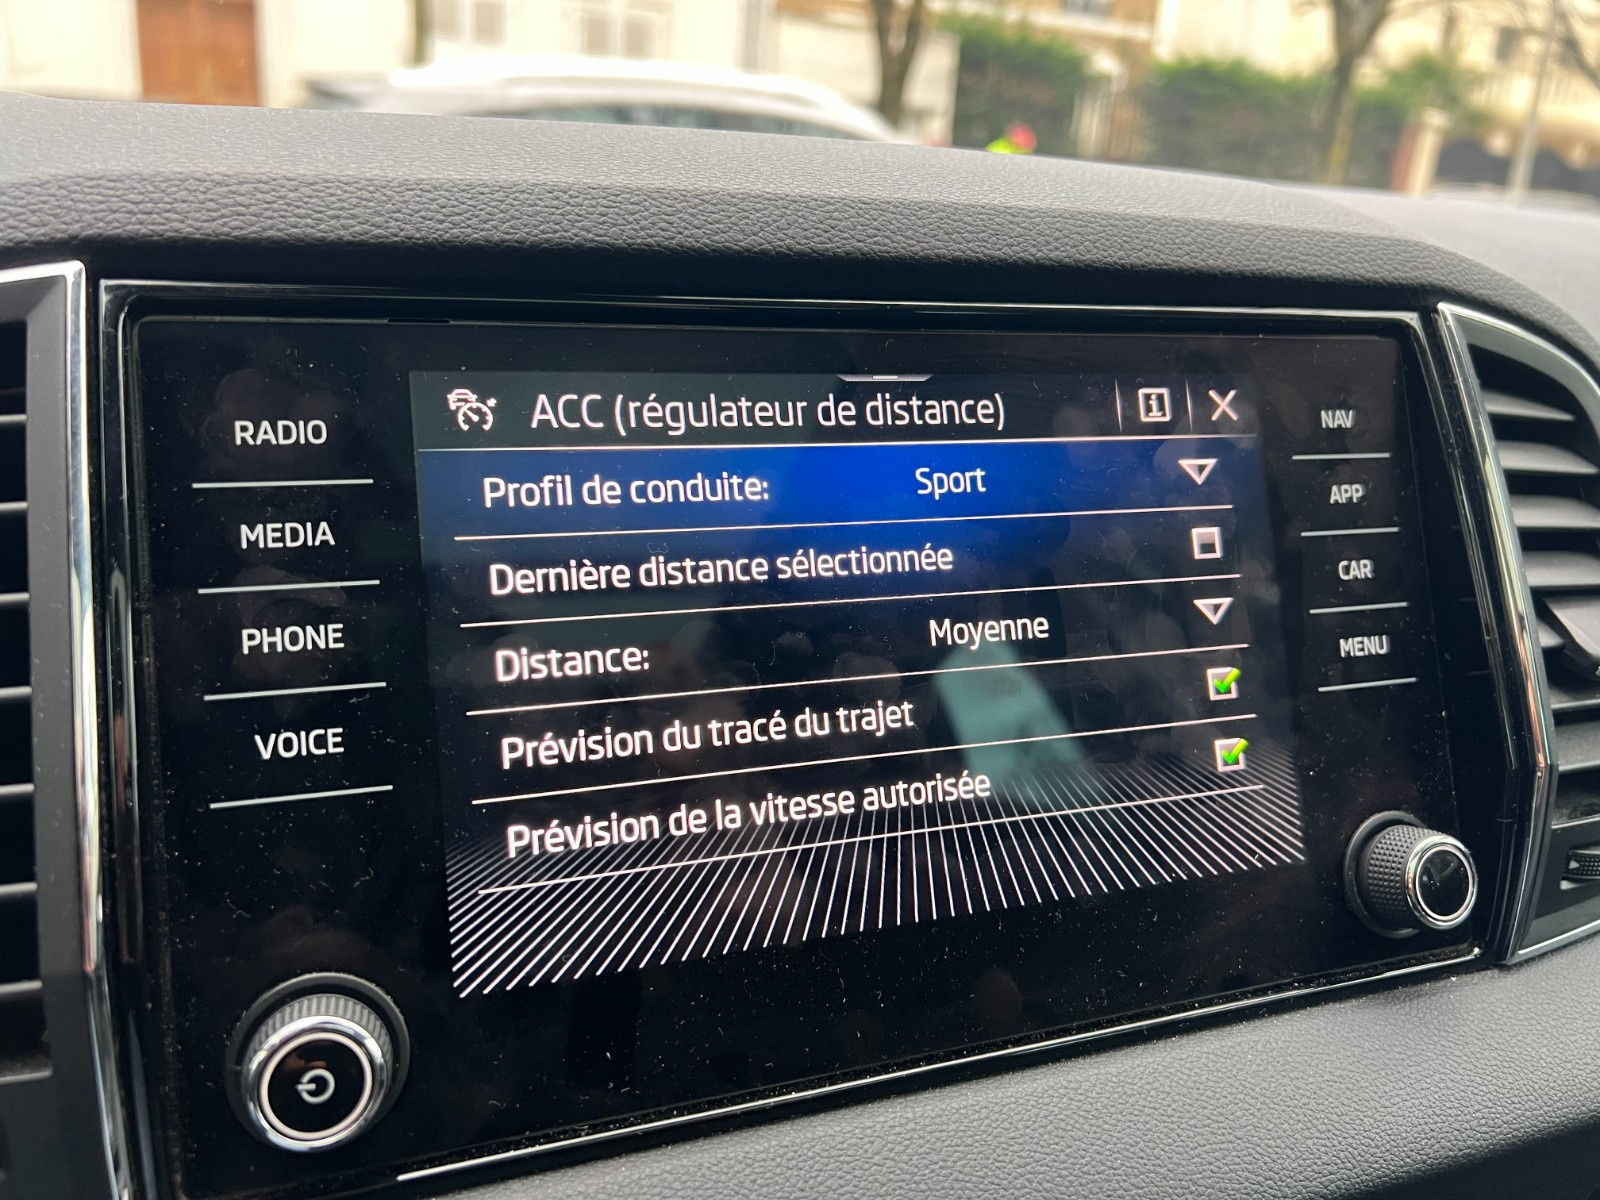 RADIO
MEDIA
PHONE
VOICE
ACC (régulateur de distance)
Profil de conduite: Sport
Dernière distance sélectionnée
Distance: Moyenne
Prévision du tracé du trajet
Prévision de la vitesse autorisée
NAV
APP
CAR
MENU